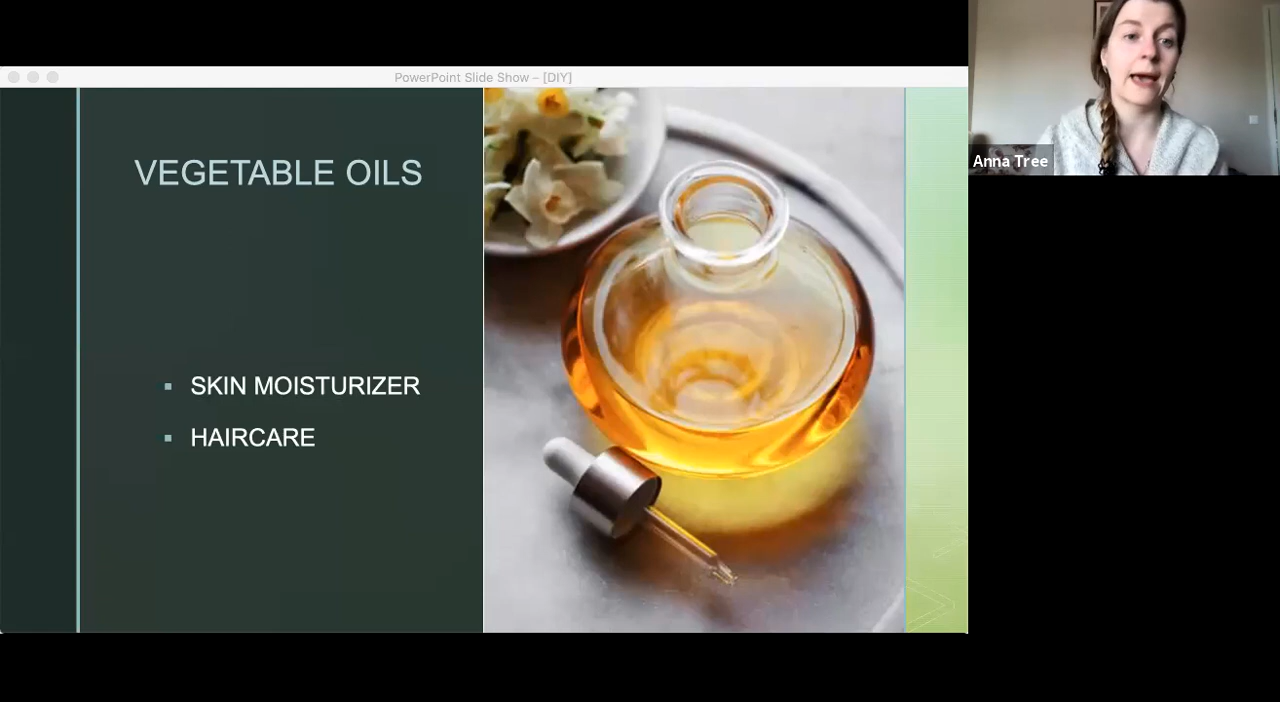 PowerPoint Slide Show – [DIY]
VEGETABLE OILS
▪ SKIN MOISTURIZER
▪ HAIRCARE
Anna Tree